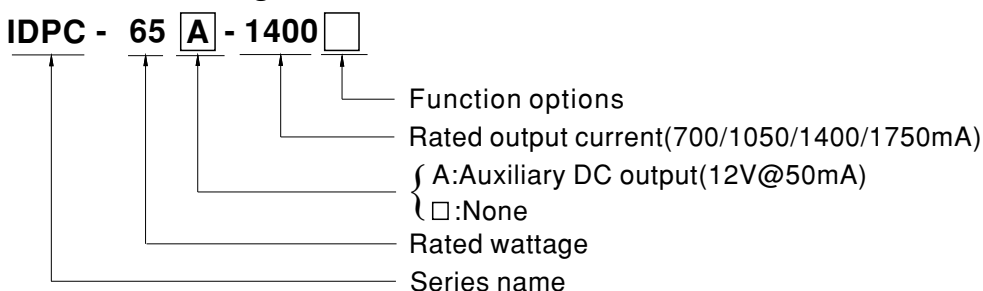 IDPC - 65 A - 1400 □
Function options
Rated output current(700/1050/1400/1750mA)
A:Auxiliary DC output(12V@50mA)
□:None
Rated wattage
Series name